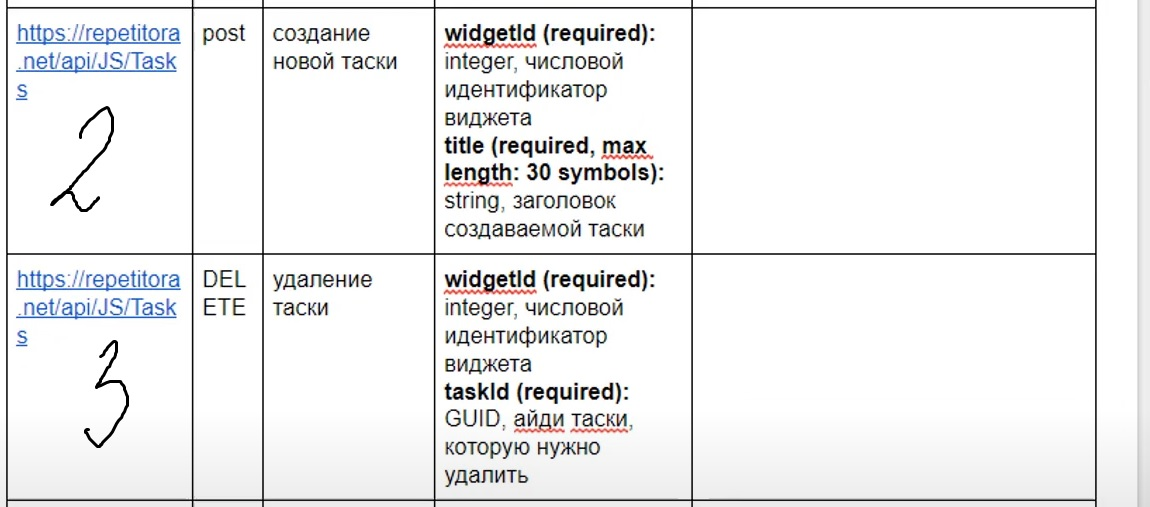 https://repetitora
.net/api/JS/Task
s
2
post
создание
новой таски
widgetId (required):
integer, числовой
идентификатор
виджета
title (required, max
length: 30 symbols):
string, заголовок
создаваемой таски
https://repetitora
.net/api/JS/Task
s
3
DEL
ETE
удаление
таски
widgetId (required):
integer, числовой
идентификатор
виджета
taskId (required):
GUID, айди таски,
которую нужно
удалить